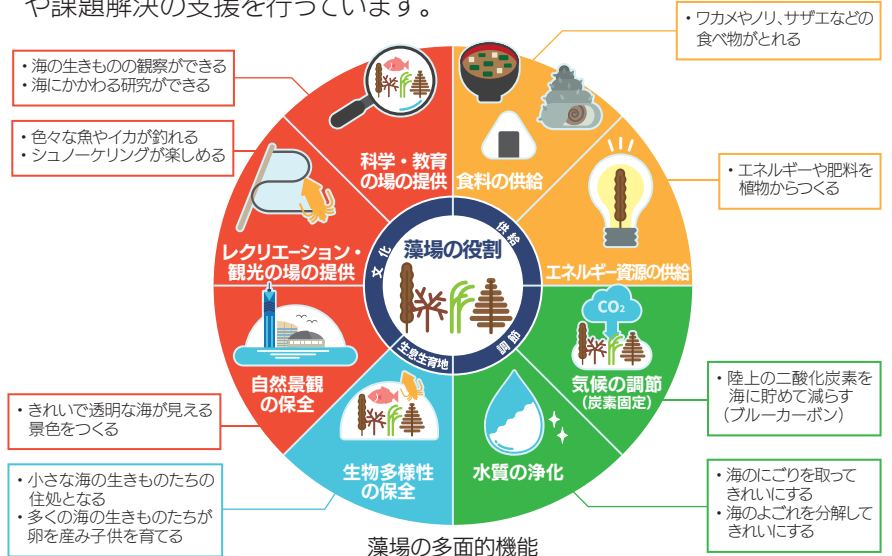 や課題解決の支援を行っています。
・ワカメやノリ、サザエなどの
食べ物がとれる
・海の生きものの観察ができる
・海にかかわる研究ができる
・色々な魚やイカが釣れる
・シュノーケリングが楽しめる
科学・教育
の場の提供
食料の供給
・エネルギーや肥料を
植物からつくる
レクリエーション・
観光の場の提供
エネルギー資源の供給
文化
供給
藻場の役割
調節
生息生育地
CO₂
自然景観
の保全
気候の調節
(炭素固定)
・陸上の二酸化炭素を
海に貯めて減らす
(ブルーカーボン)
・きれいで透明な海が見える
景色をつくる
生物多様性
の保全
水質の浄化
・小さな海の生きものたちの
住処となる
・多くの海の生きものたちが
卵を産み子供を育てる
・海のにごりを取って
きれいにする
・海のよごれを分解して
きれいにする
藻場の多面的機能